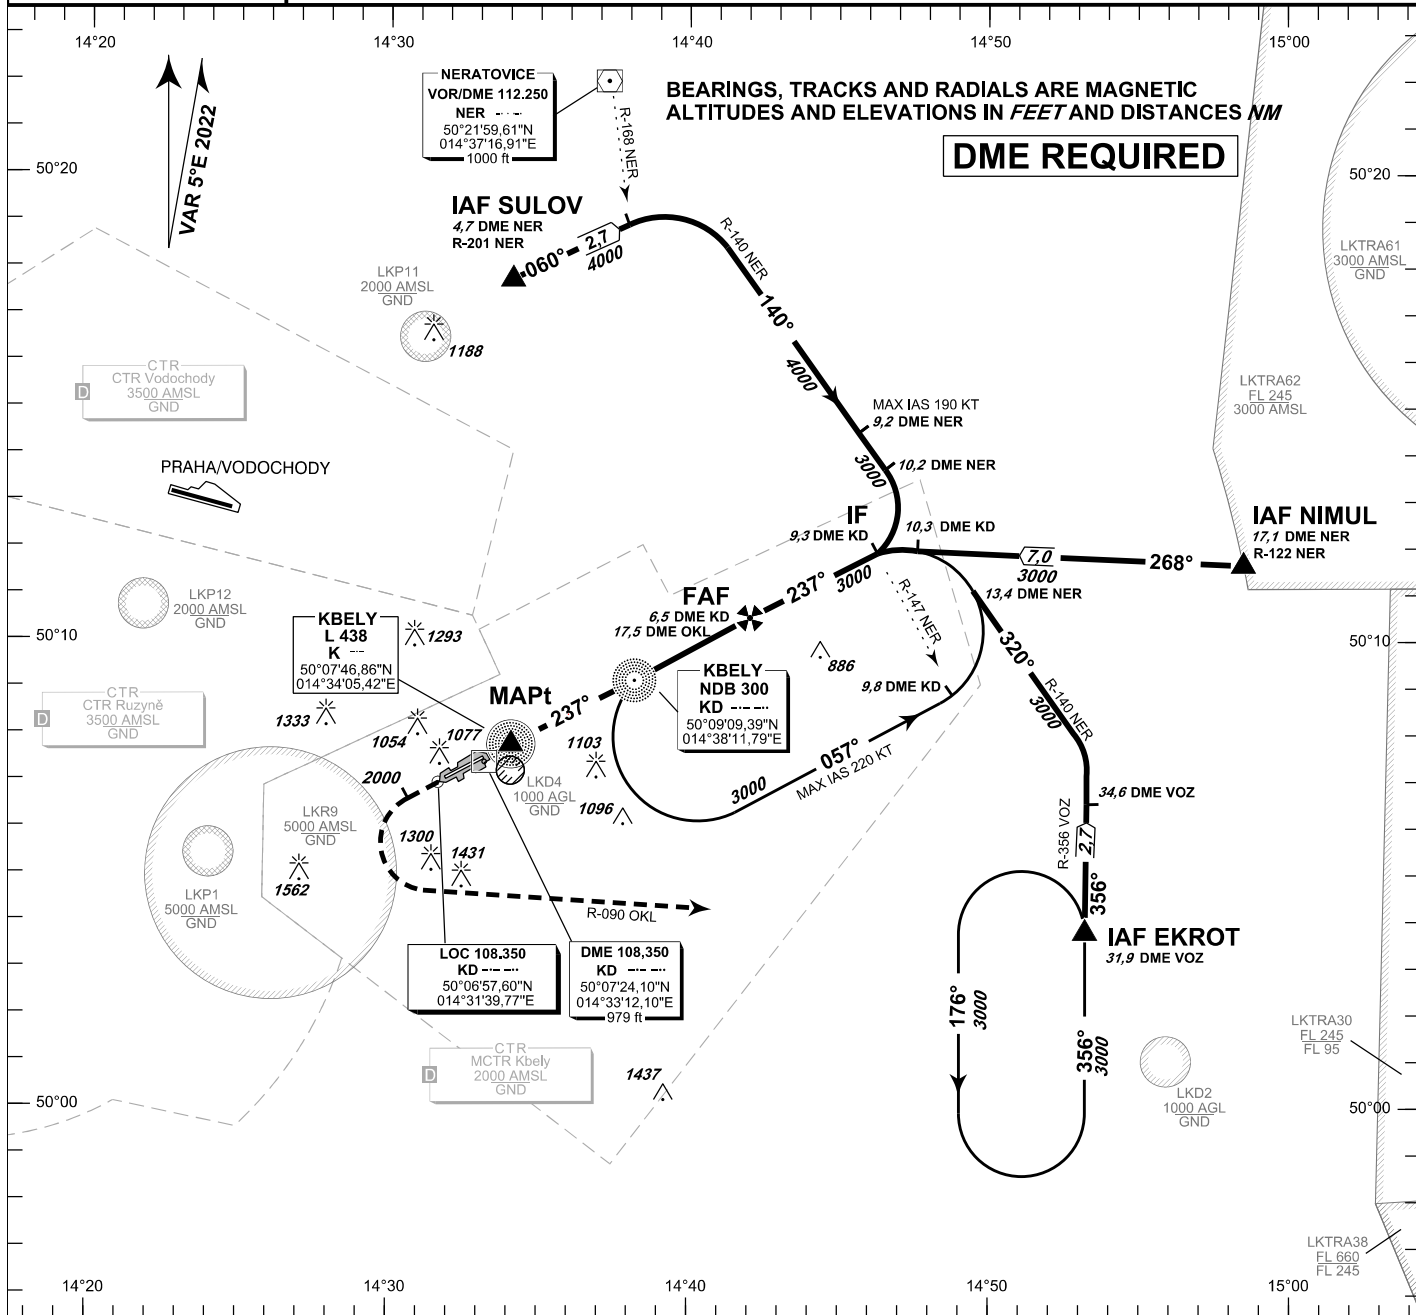 14°20
14°30
14°40
14°50
15°00
VAR 5°E 2022
NERATOVICE
VOR/DME 112.250
NER
50°21'59,61"N
014°37'16,91"E
1000 ft
BEARINGS, TRACKS AND RADIALS ARE MAGNETIC
ALTITUDES AND ELEVATIONS IN FEET AND DISTANCES NM
DME REQUIRED
50°20
50°20
R-168 NER
IAF SULOV
4,7 DME NER
R-201 NER
060°
2,7
4000
R-140 NER
140°
4000
LKTRA61
3000 AMSL
GND
LKP11
2000 AMSL
GND
1188
CTR
CTR Vodochody
3500 AMSL
GND
D
LKTRA62
FL 245
3000 AMSL
MAX IAS 190 KT
9,2 DME NER
3000
10,2 DME NER
PRAHA/VODOCHODY
IF
9,3 DME KD
10,3 DME KD
IAF NIMUL
17,1 DME NER
R-122 NER
7,0
3000
268°
237°
3000
R-147 NER
13,4 DME NER
LKP12
2000 AMSL
GND
FAF
6,5 DME KD
17,5 DME OKL
KBELY
L 438
K
50°07'46,86"N
014°34'05,42"E
1293
50°10
50°10
886
320°
R-140 NER
3000
KBELY
NDB 300
KD
50°09'09,39"N
014°38'11,79"E
9,8 DME KD
MAPt
237°
CTR
CTR Ruzyně
3500 AMSL
GND
D
1333
1054
1077
1103
057°
MAX IAS 220 KT
3000
2000
LKD4
1000 AGL
GND
1096
34,6 DME VOZ
R-356 VOZ
2,7
356°
LKR9
5000 AMSL
GND
1300
1431
1562
LKP1
5000 AMSL
GND
R-090 OKL
IAF EKROT
31,9 DME VOZ
LOC 108,350
KD
50°06'57,60"N
014°31'39,77"E
DME 108,350
KD
50°07'24,10"N
014°33'12,10"E
979 ft
176°
3000
356°
3000
LKTRA30
FL 245
FL 95
CTR
MCTR Kbely
2000 AMSL
GND
D
1437
LKD2
1000 AGL
GND
50°00
50°00
LKTRA38
FL 660
FL 245
14°20
14°30
14°40
14°50
15°00